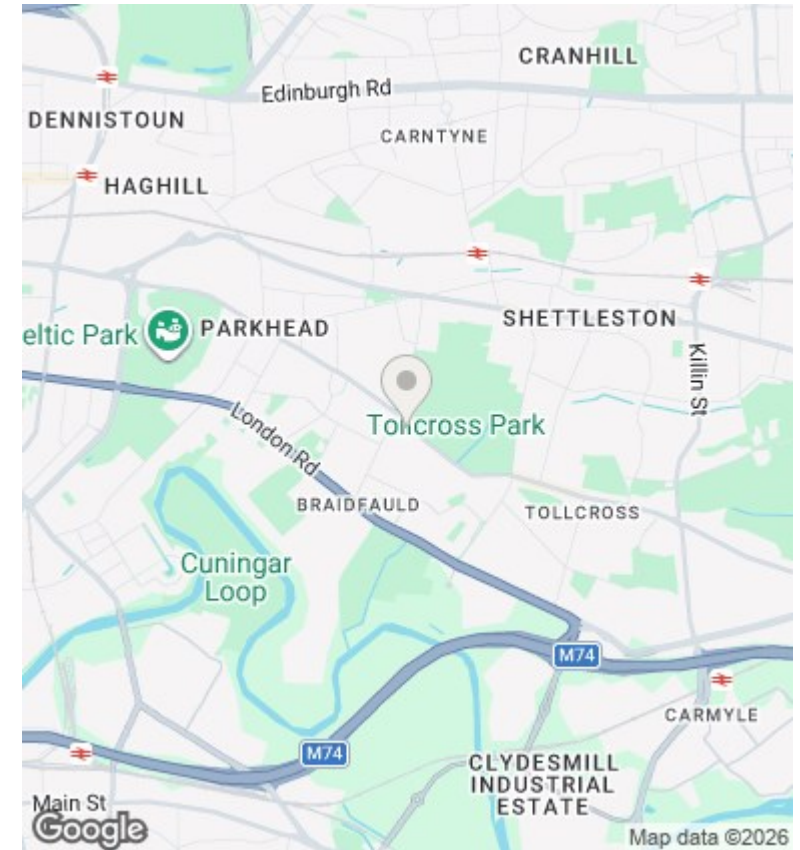 CRANHILL
Edinburgh Rd
DENNISTOUN
CARNTYNE
HAGHILL
SHETTLESTON
eltic Park
PARKHEAD
Killin St
London Rd
Tollcross Park
BRAIDFAULD
TOLLCROSS
Cuningar
Loop
M74
CARMYLE
M74
CLYDESMILL
INDUSTRIAL
ESTATE
Main St
Google
Map data ©2026